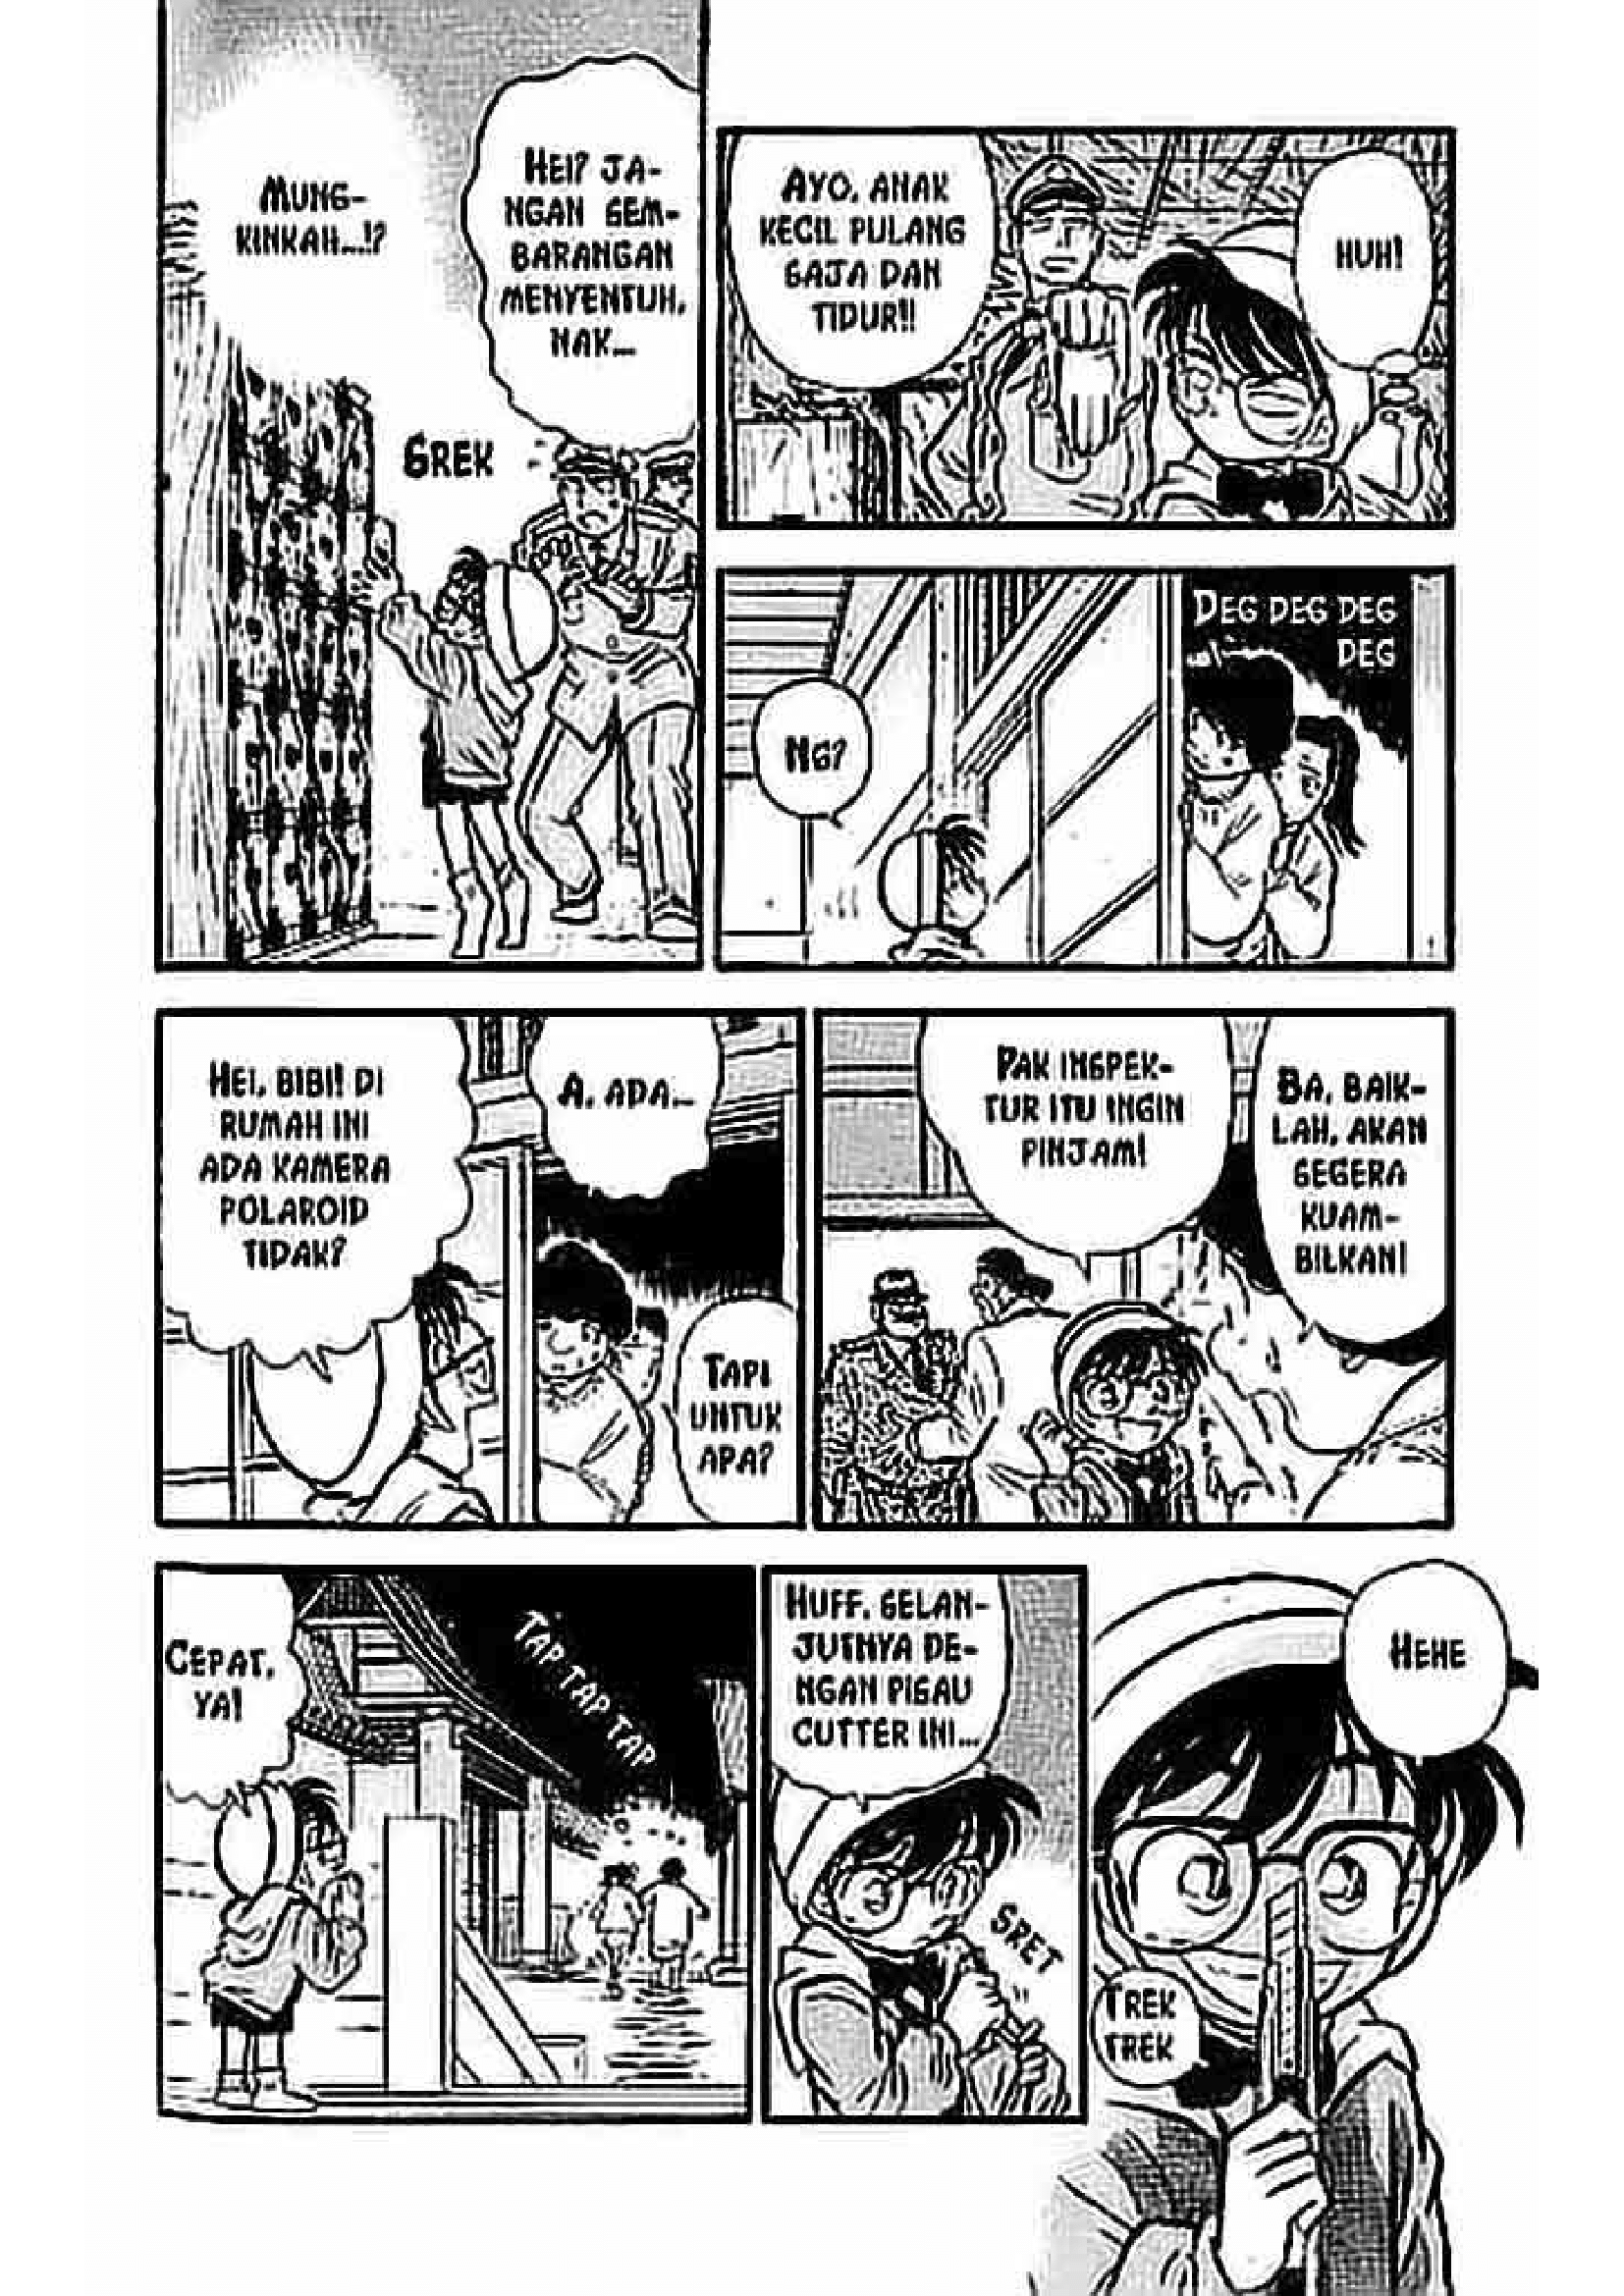 MUNG-
KINKAH...!?
HEI? JA-
NGAN SEM-
BARANGAN
MENYENTUH,
NAK...
GREK
AYO, ANAK
KECIL PULANG
SAJA DAN
TIDUR!!
HUH!
NG?
DEG DEG DEG
DEG
HEI, BIBI! DI
RUMAH INI
ADA KAMERA
POLAROID
TIDAK?
A, ADA...
TAPI
UNTUK
APA?
PAK INSPEK-
TUR ITU INGIN
PINJAM!
BA, BAIK-
LAH, AKAN
SEGERA
KUAM-
BILKAN!
CEPAT,
YA!
TAP TAP TAP
HUFF, SELAN-
JUTNYA DE-
NGAN PISAU
CUTTER INI...
SRET
HEHE
TREK
TREK